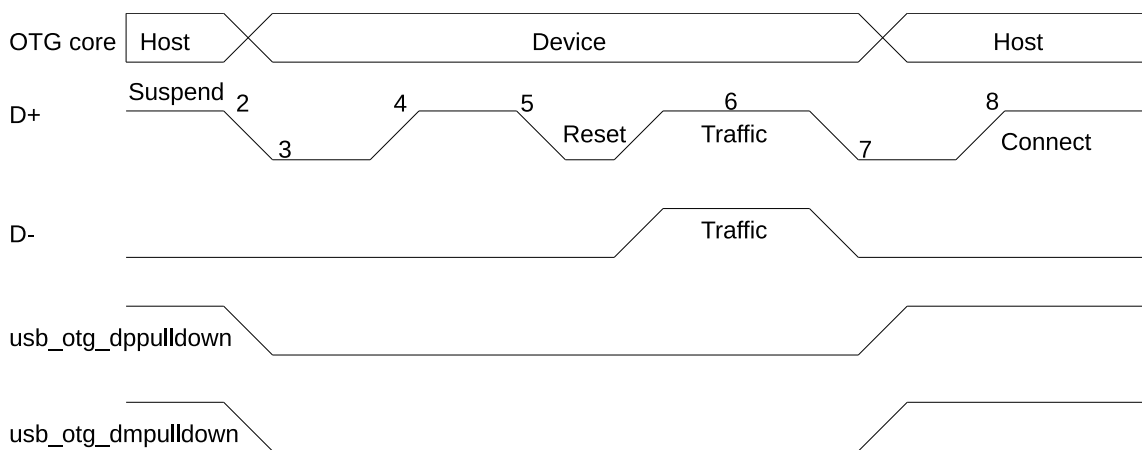 OTG core Host Device Host
Suspend 2 4 5 6 8
D+
3 Reset Traffic 7 Connect
D- Traffic
usb_otg_dppulldown
usb_otg_dmpulldown